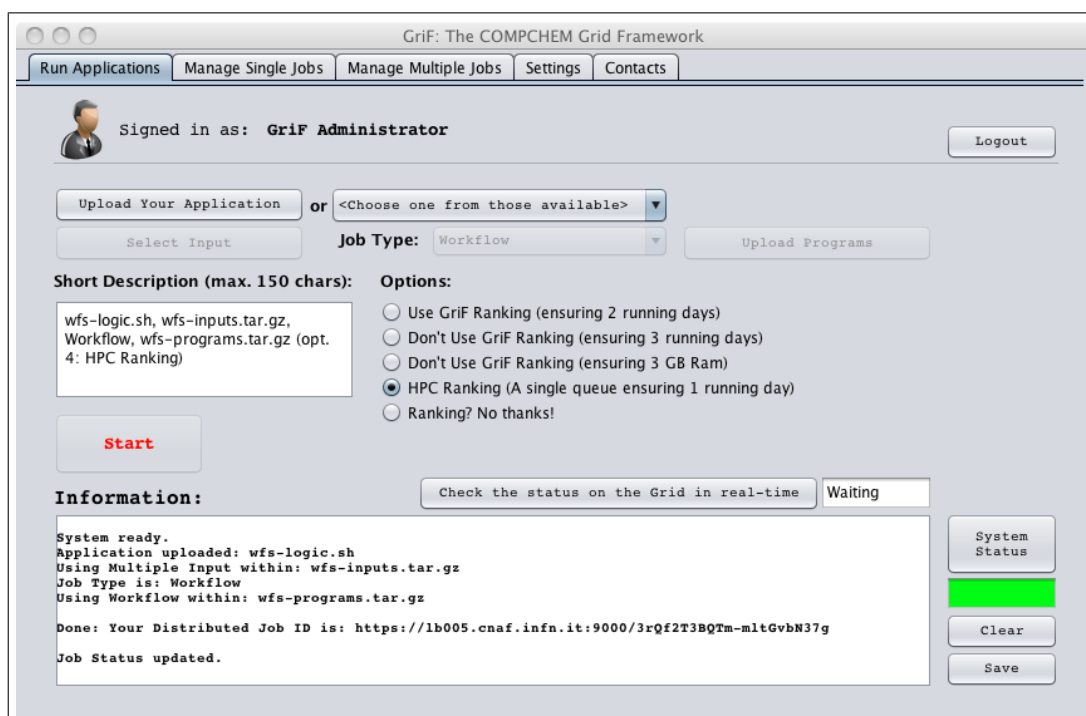 GriF: The COMPCHEM Grid Framework
Run Applications
Manage Single Jobs
Manage Multiple Jobs
Settings
Contacts
Signed in as: GriF Administrator
Logout
Upload Your Application
or
<Choose one from those available>
Select Input
Job Type:
Workflow
Upload Programs
Short Description (max. 150 chars):
wfs-logic.sh, wfs-inputs.tar.gz,
Workflow, wfs-programs.tar.gz (opt.
4: HPC Ranking)
Options:
Use GriF Ranking (ensuring 2 running days)
Don't Use GriF Ranking (ensuring 3 running days)
Don't Use GriF Ranking (ensuring 3 GB Ram)
HPC Ranking (A single queue ensuring 1 running day)
Ranking? No thanks!
Start
Information:
Check the status on the Grid in real-time
Waiting
System ready.
Application uploaded: wfs-logic.sh
Using Multiple Input within: wfs-inputs.tar.gz
Job Type is: Workflow
Using Workflow within: wfs-programs.tar.gz
Done: Your Distributed Job ID is: https://lb005.cnaf.infn.it:9000/3rQf2T3BQTm-mltGvbN37g
Job Status updated.
System
Status
Clear
Save